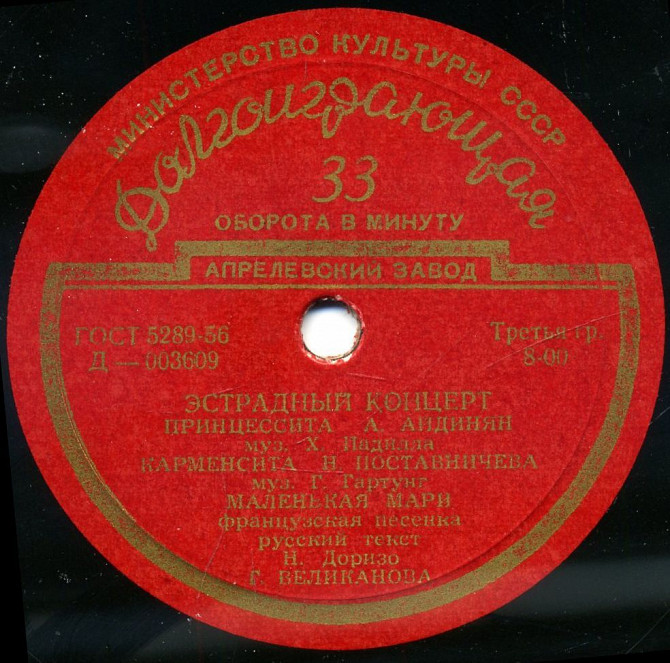 МИНИСТЕРСТВО КУЛЬТУРЫ СССР
Долгоиграющая
33
ОБОРОТА В МИНУТУ
АПРЕЛЕВСКИЙ ЗАВОД
ГОСТ 5289-56
Д — 003609
Третья гр.
8-00
ЭСТРАДНЫЙ КОНЦЕРТ
ПРИНЦЕССИТА А. АЙДИНЯН
муз. Х. Падилла
КАРМЕНСИТА Н. ПОСТАВНИЧЕВА
муз. Г. Гартунг
МАЛЕНЬКАЯ МАРИ
французская песенка
русский текст
Н. Доризо
Г. ВЕЛИКАНОВА